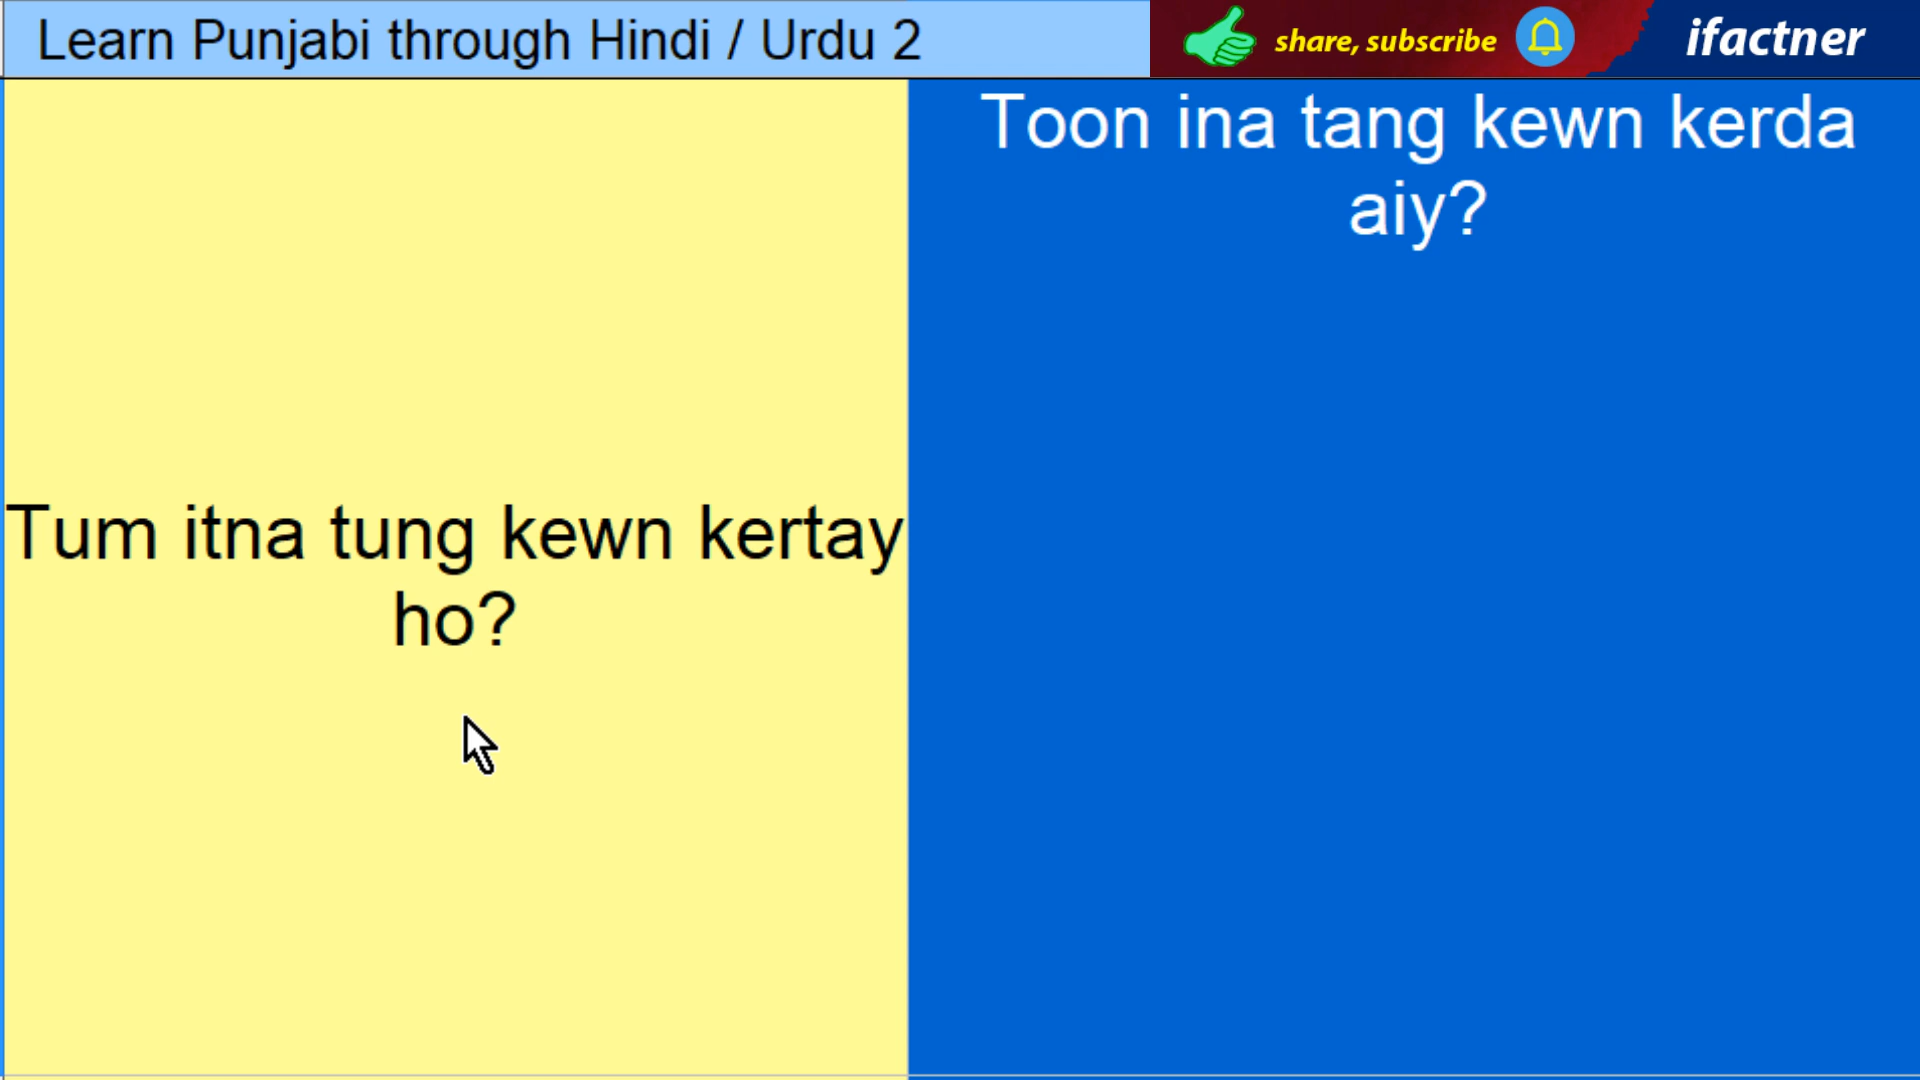 Learn Punjabi through Hindi / Urdu 2
share, subscribe
ifactner
Tum itna tung kewn kertay
ho?
Toon ina tang kewn kerda
aiy?